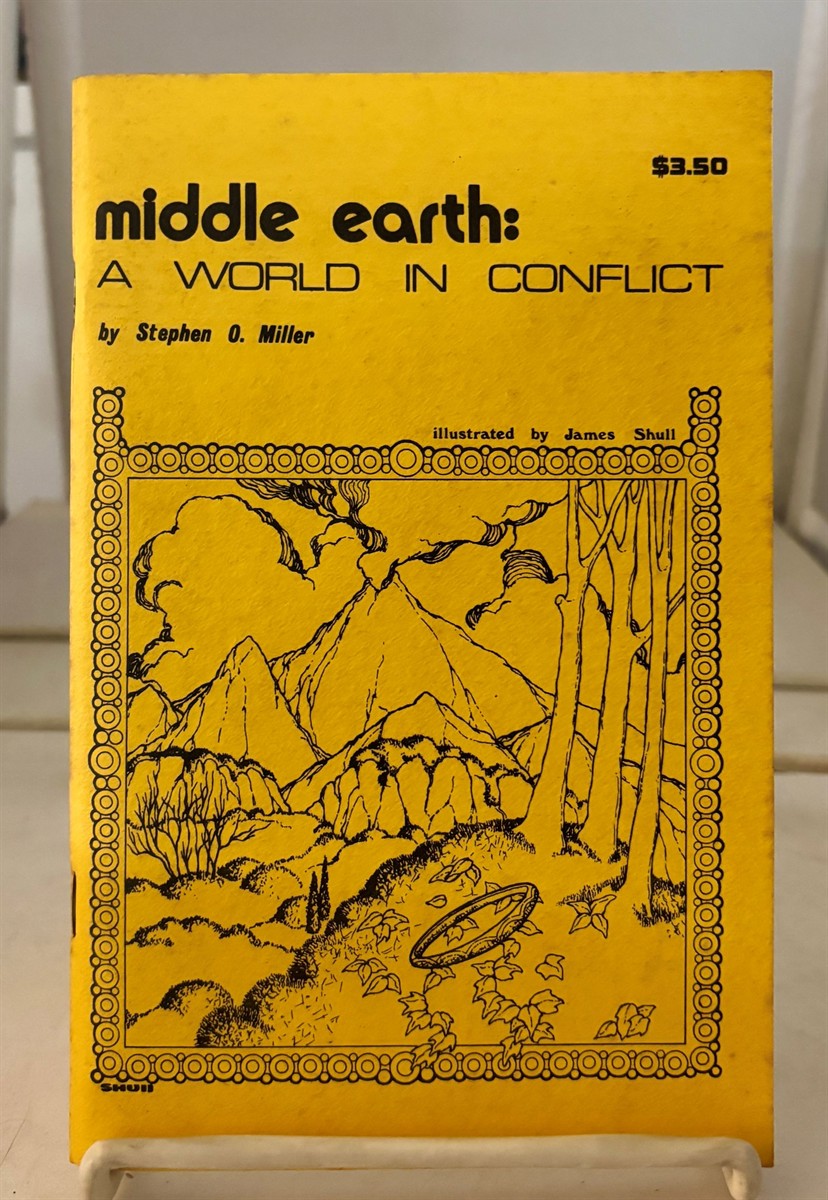 $3.50
middle earth:
A WORLD IN CONFLICT
by Stephen O. Miller
illustrated by James Shull
SHUll